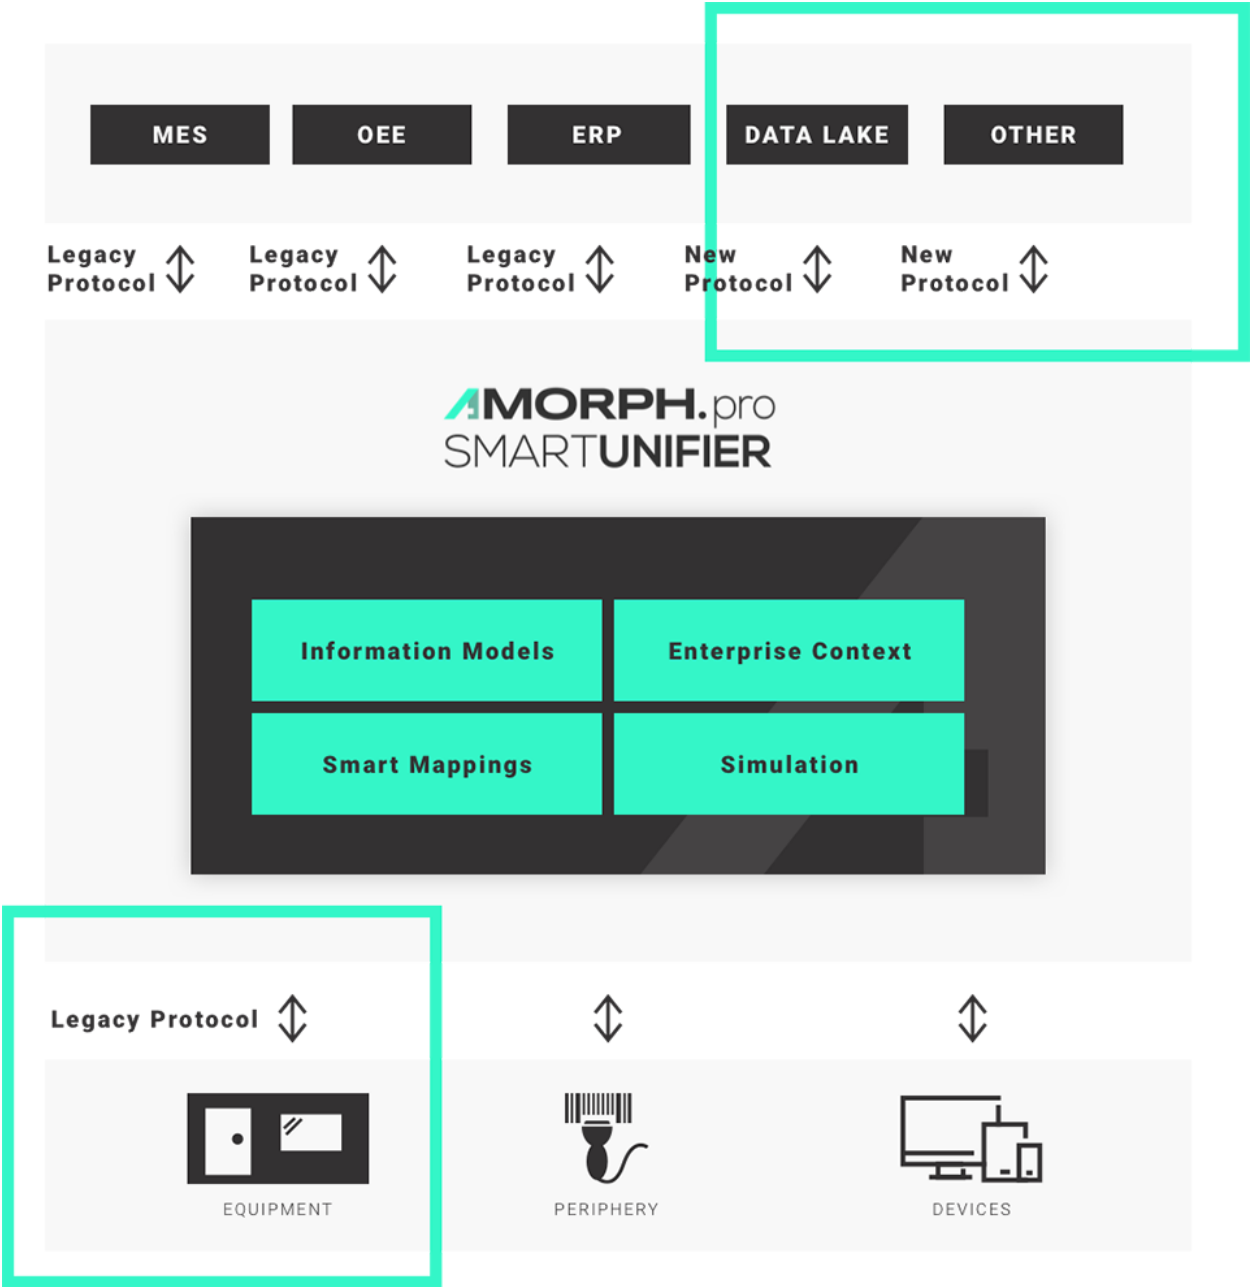 MES
OEE
ERP
DATA LAKE
OTHER
Legacy
Protocol
Legacy
Protocol
Legacy
Protocol
New
Protocol
New
Protocol
AMORPH.pro
SMARTUNIFIER
Information Models
Enterprise Context
Smart Mappings
Simulation
Legacy Protocol
EQUIPMENT
PERIPHERY
DEVICES